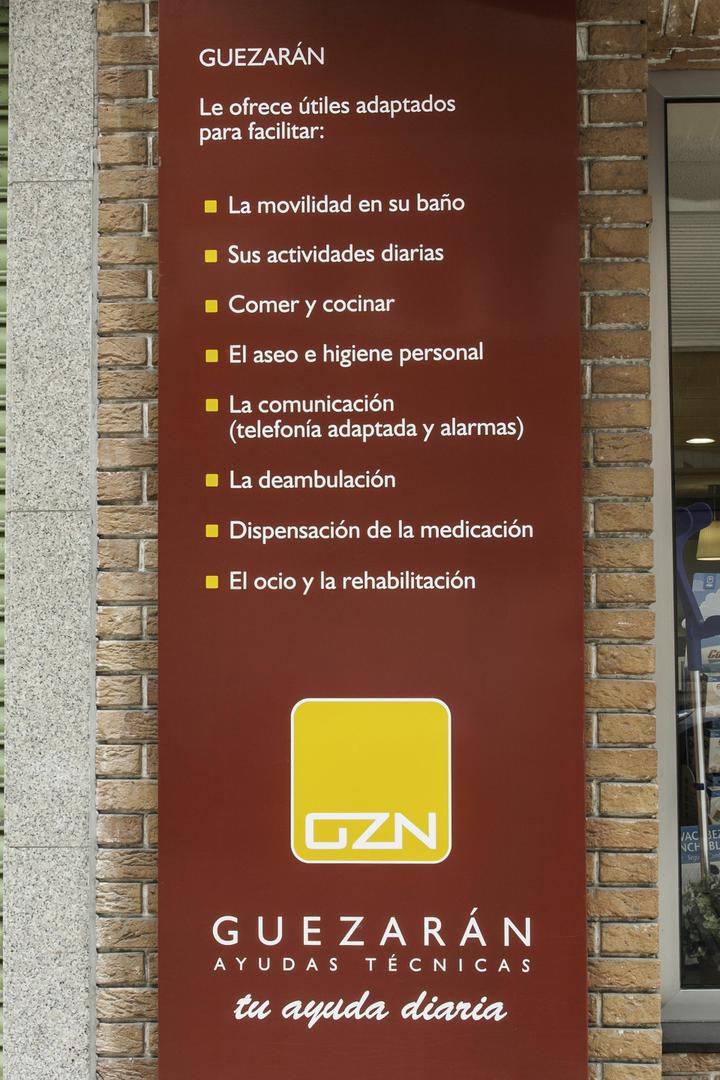 GUEZARÁN
Le ofrece útiles adaptados
para facilitar:
La movilidad en su baño
Sus actividades diarias
Comer y cocinar
El aseo e higiene personal
La comunicación
(telefonía adaptada y alarmas)
La deambulación
Dispensación de la medicación
El ocio y la rehabilitación
GZN
GUEZARÁN
AYUDAS TÉCNICAS
tu ayuda diaria